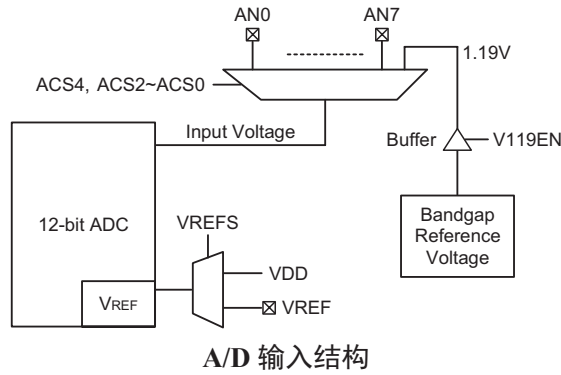 AN0
AN7
1.19V
ACS4, ACS2~ACS0
Input Voltage
Buffer
V119EN
12-bit ADC
Bandgap
Reference
Voltage
VREFS
VDD
VREF
VREF
A/D 输入结构